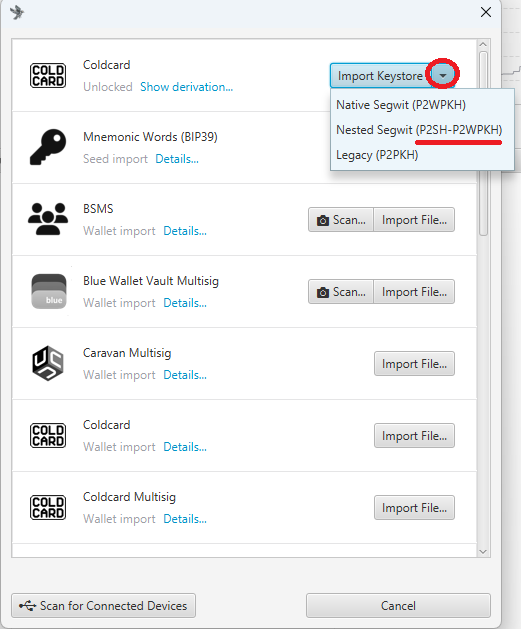 COLD
CARD
Coldcard
Unlocked Show derivation...
Import Keystore
Native Segwit (P2WPKH)
Nested Segwit (P2SH-P2WPKH)
Legacy (P2PKH)
Mnemonic Words (BIP39)
Seed import Details...
BSMS
Wallet import Details...
Scan... Import File...
blue
Blue Wallet Vault Multisig
Wallet import Details...
Scan... Import File...
Caravan Multisig
Wallet import Details...
Import File...
COLD
CARD
Coldcard
Wallet import Details...
Import File...
COLD
CARD
Coldcard Multisig
Wallet import Details...
Import File...
Scan for Connected Devices
Cancel